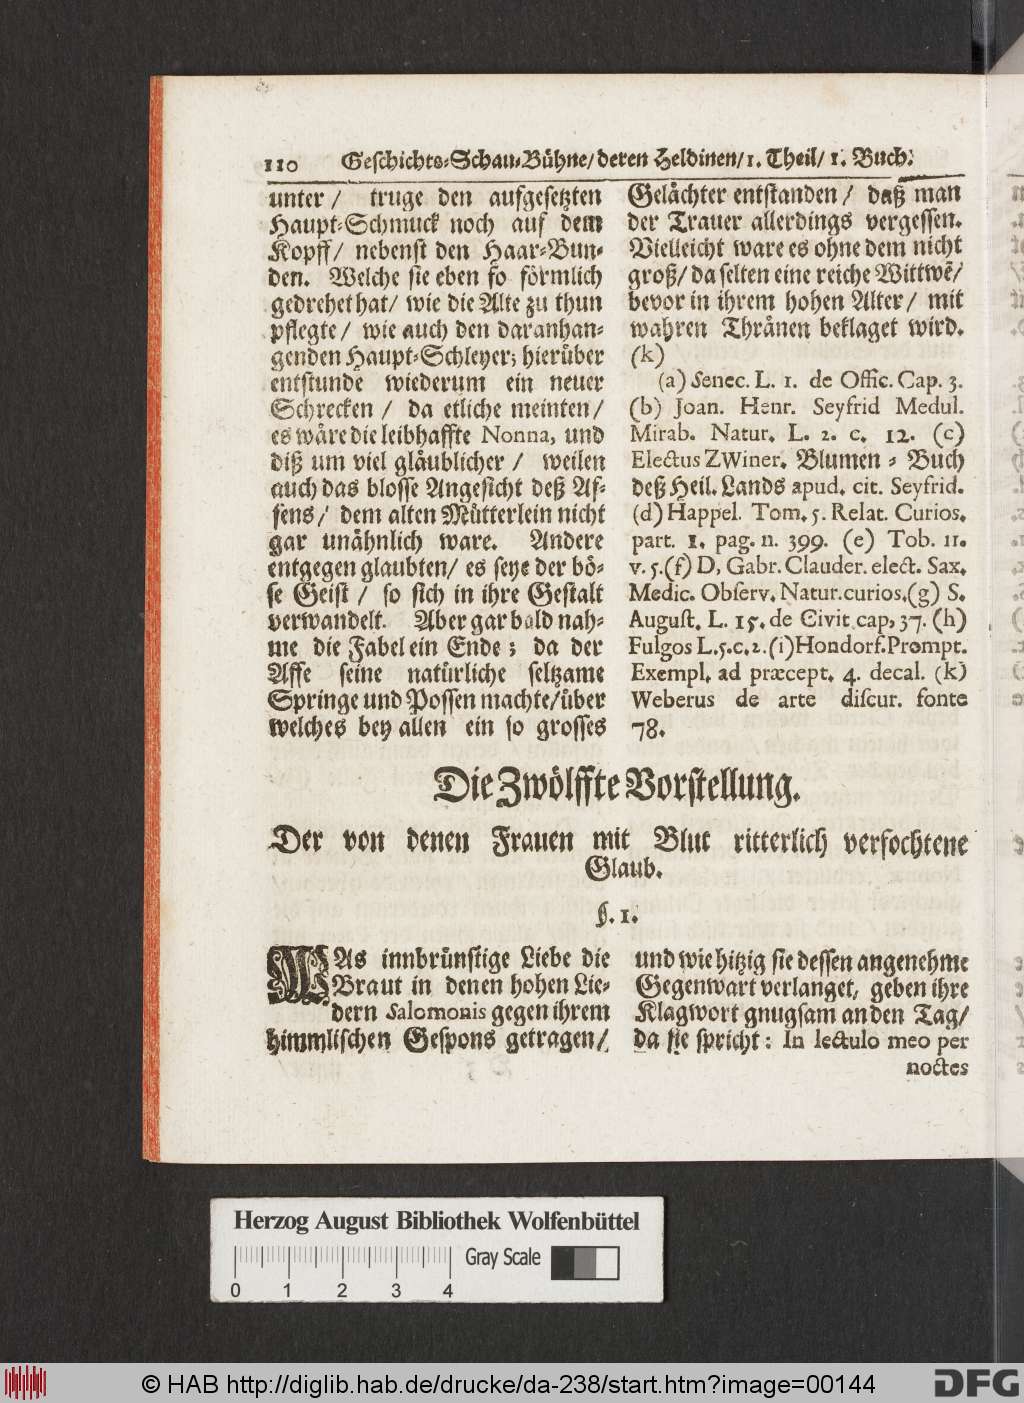 110 Geschichts-Schau-Bühne/ deren Heldinen/ 1. Theil/ 1. Buch.
unter/ truge den aufgesetzten
Haupt-Schmuck noch auf dem
Kopff/ nebenst den Haar-Bun-
den. Welche sie eben so förmlich
gedrehet hat/ wie die Alte zu thun
pflegte/ wie auch den daranhan-
genden Haupt-Schleyer; hierüber
entstunde wiederum ein neuer
Schrecken/ da etliche meinten/
es wäre die leibhaffte Nonna, und
diß um viel gläublicher/ weilen
auch das blosse Angesicht deß Af-
fens/ dem alten Mütterlein nicht
gar unähnlich ware. Andere
entgegen glaubten/ es seye der bö-
se Geist/ so sich in ihre Gestalt
verwandelt. Aber gar bald nah-
me die Fabel ein Ende; da der
Affe seine natürliche seltzame
Springe und Possen machte/ über
welches bey allen ein so grosses
Gelächter entstanden/ daß man
der Trauer allerdings vergessen.
Vielleicht ware es ohne dem nicht
groß/ da selten eine reiche Wittwẽ/
bevor in ihrem hohen Alter/ mit
wahren Thränen beklaget wird.
(k)
(a) Senec. L. 1. de Offic. Cap. 3.
(b) Joan. Henr. Seyfrid Medul.
Mirab. Natur. L. 2. c. 12. (c)
Electus ZWiner. Blumen-Buch
deß Heil. Lands apud. cit. Seyfrid.
(d) Happel. Tom. 5. Relat. Curios.
part. 1. pag. n. 399. (e) Tob. 11.
v. 5. (f) D, Gabr. Clauder. elect. Sax.
Medic. Observ. Natur. curios. (g) S.
August. L. 15. de Civit cap, 37. (h)
Fulgos L. 5. c. 2. (i) Hondorf. Prompt.
Exempl. ad præcept. 4. decal. (k)
Weberus de arte discur. fonte
78.
Die Zwölffte Vorstellung.
Der von denen Frauen mit Blut ritterlich verfochtene
Glaub.
§. 1.
WAs innbrünstige Liebe die
Braut in denen hohen Lie-
dern Salomonis gegen ihrem
himmlischen Gespons getragen/
und wie hitzig sie dessen angenehme
Gegenwart verlanget, geben ihre
Klagwort gnugsam an den Tag/
da sie spricht: In lectulo meo per
noctes
Herzog August Bibliothek Wolfenbüttel
Gray Scale
0 1 2 3 4
© HAB http://diglib.hab.de/drucke/da-238/start.htm?image=00144
DFG